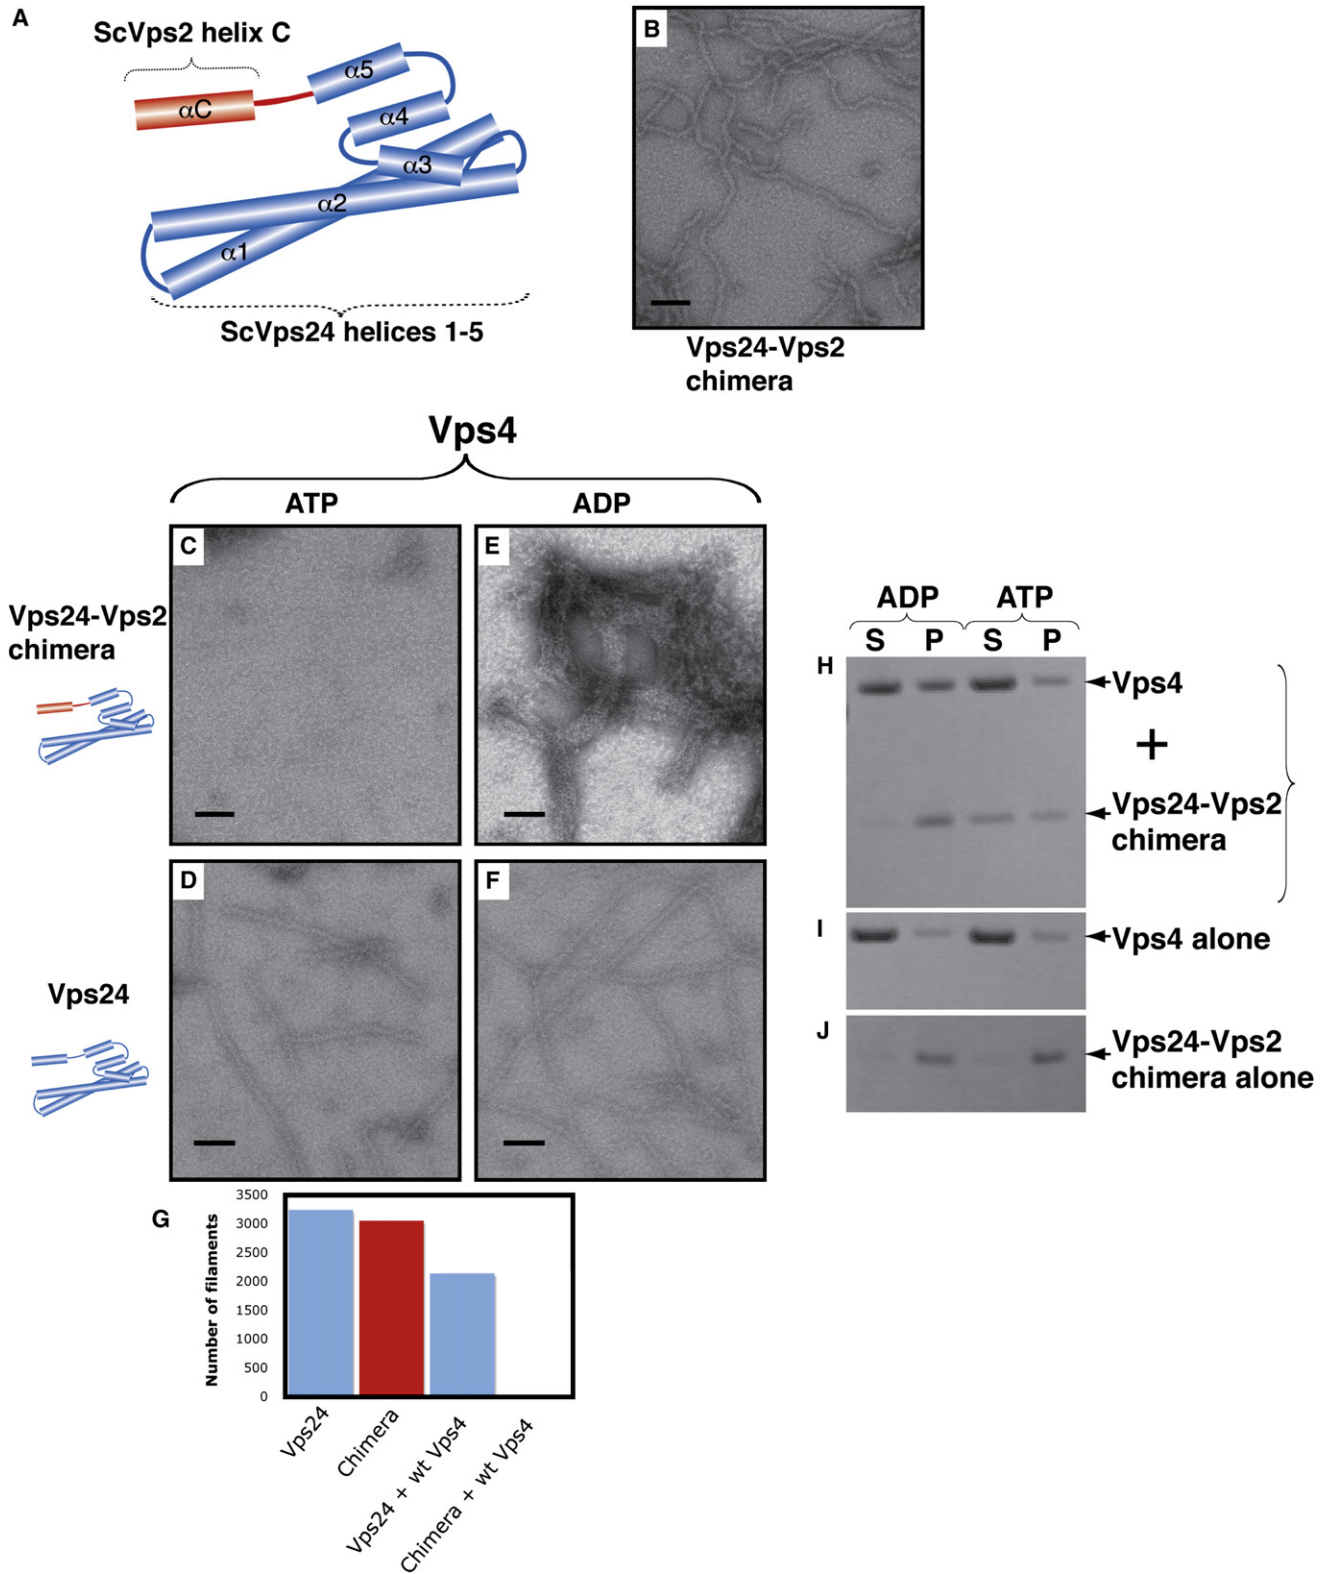 A
ScVps2 helix C
αC
α5
α4
α3
α2
α1
ScVps24 helices 1-5
B
Vps24-Vps2
chimera
Vps4
ATP
ADP
C
E
Vps24-Vps2
chimera
D
F
Vps24
G
Number of filaments
3500
3000
2500
2000
1500
1000
500
0
Vps24
Chimera
Vps24 + wt Vps4
Chimera + wt Vps4
ADP
ATP
S
P
S
P
H
Vps4
+
Vps24-Vps2
chimera
I
Vps4 alone
J
Vps24-Vps2
chimera alone